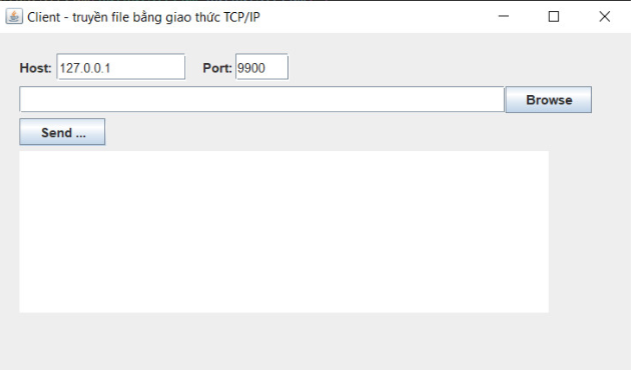 Client - truyền file bằng giao thức TCP/IP
Host: 127.0.0.1 Port: 9900
Browse
Send ...